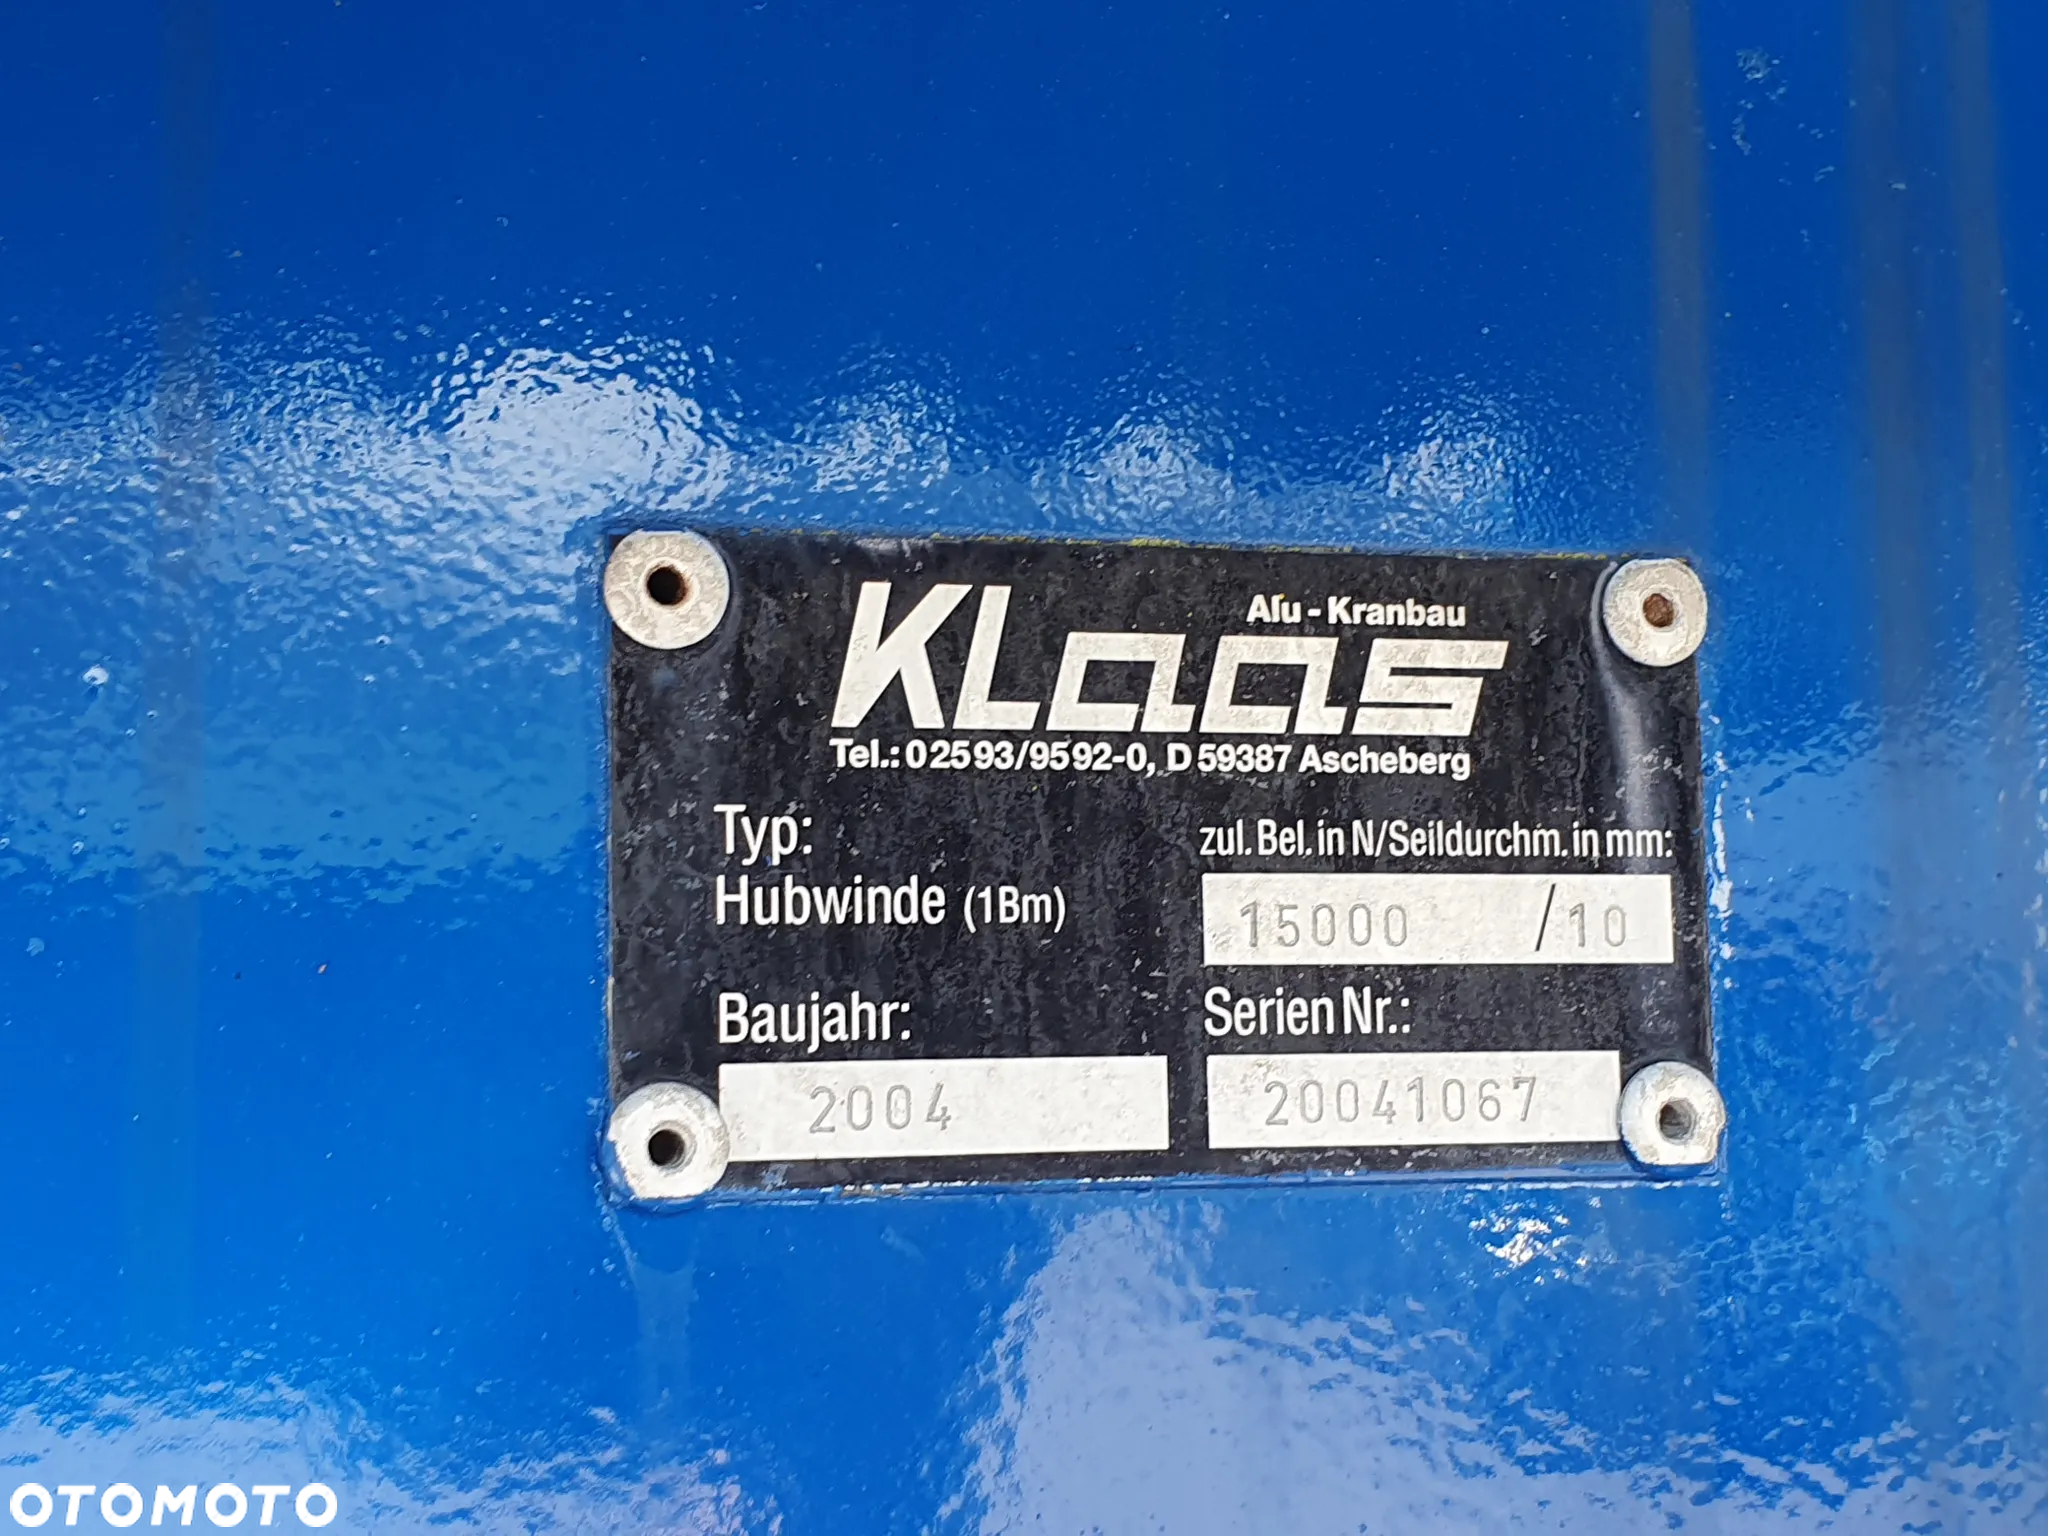 Alu - Kranbau
KLaas
Tel.: 02593/9592-0, D 59387 Ascheberg
Typ:
Hubwinde (1Bm)
zul. Bel. in N/Seildurchm. in mm:
15000 /10
Baujahr:
2004
Serien Nr.:
20041067
OTOMOTO